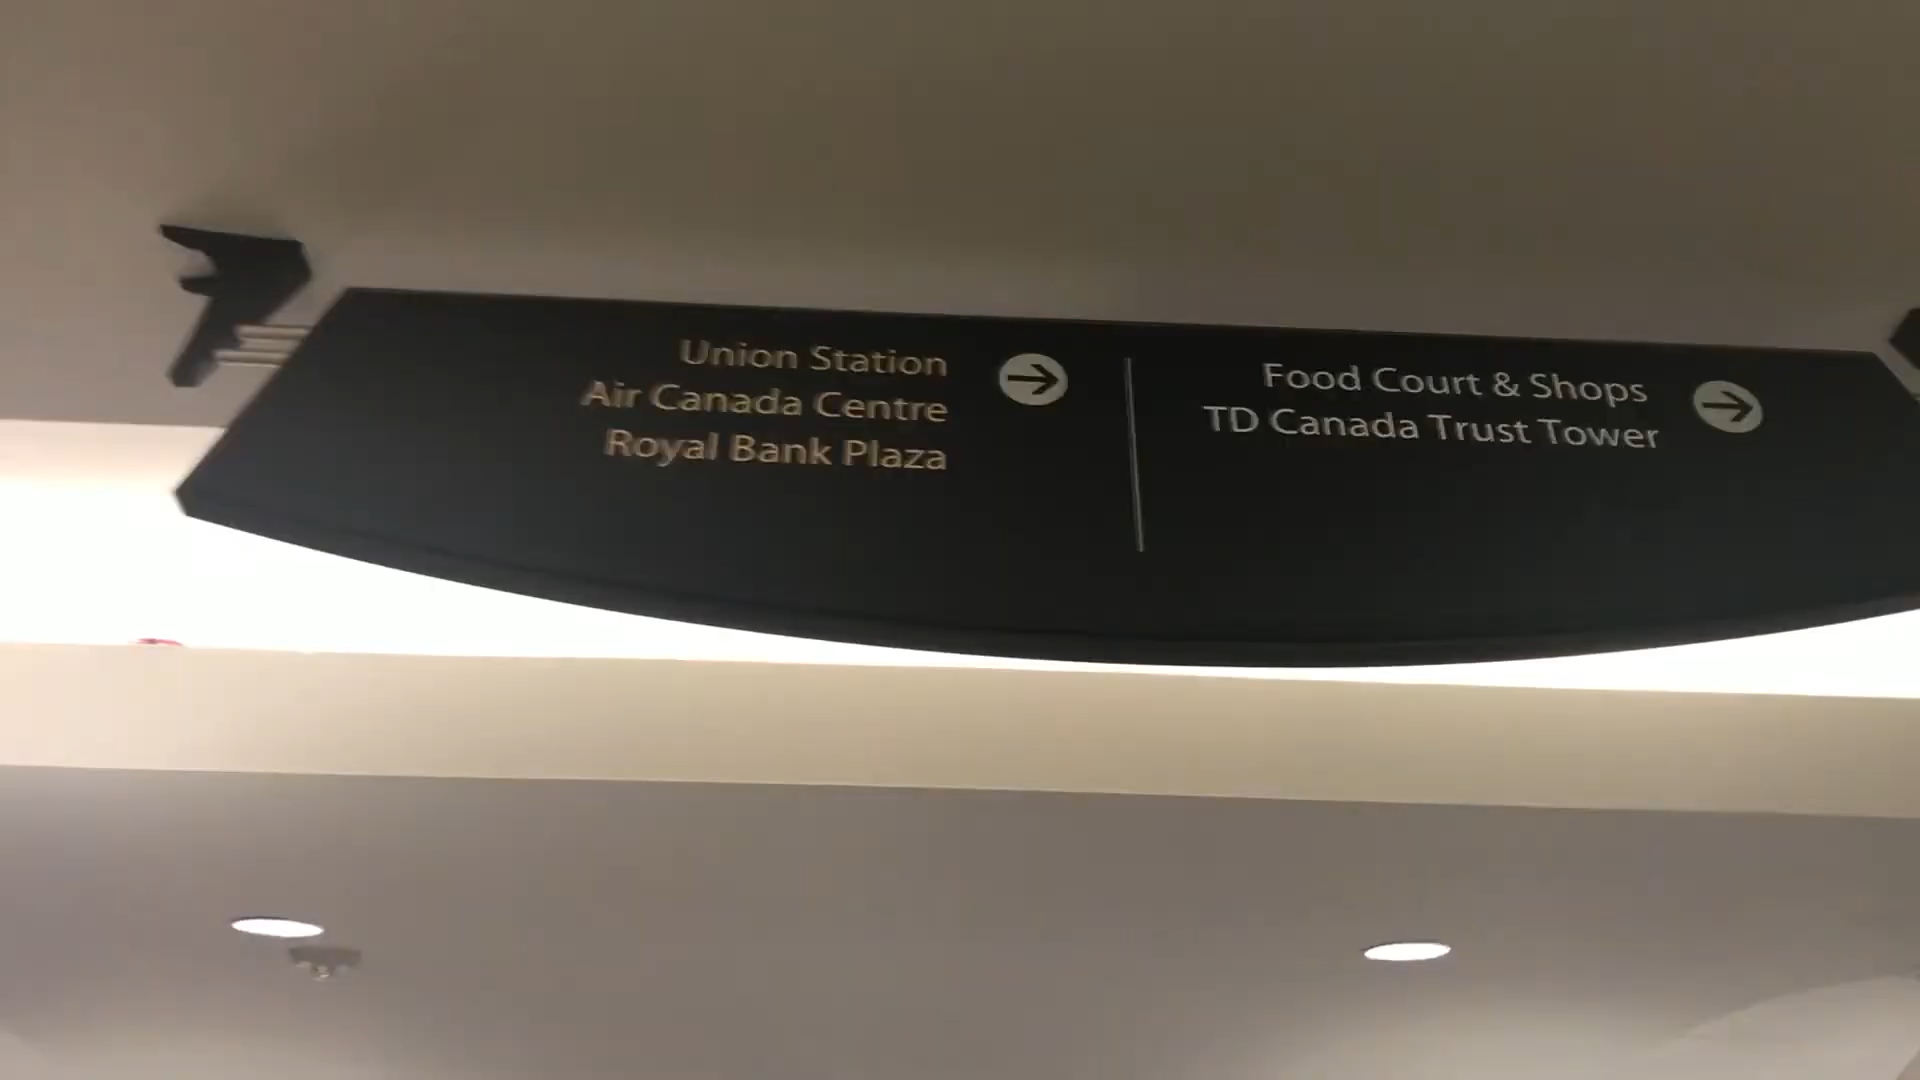 Union Station
Air Canada Centre
Royal Bank Plaza
Food Court & Shops
TD Canada Trust Tower